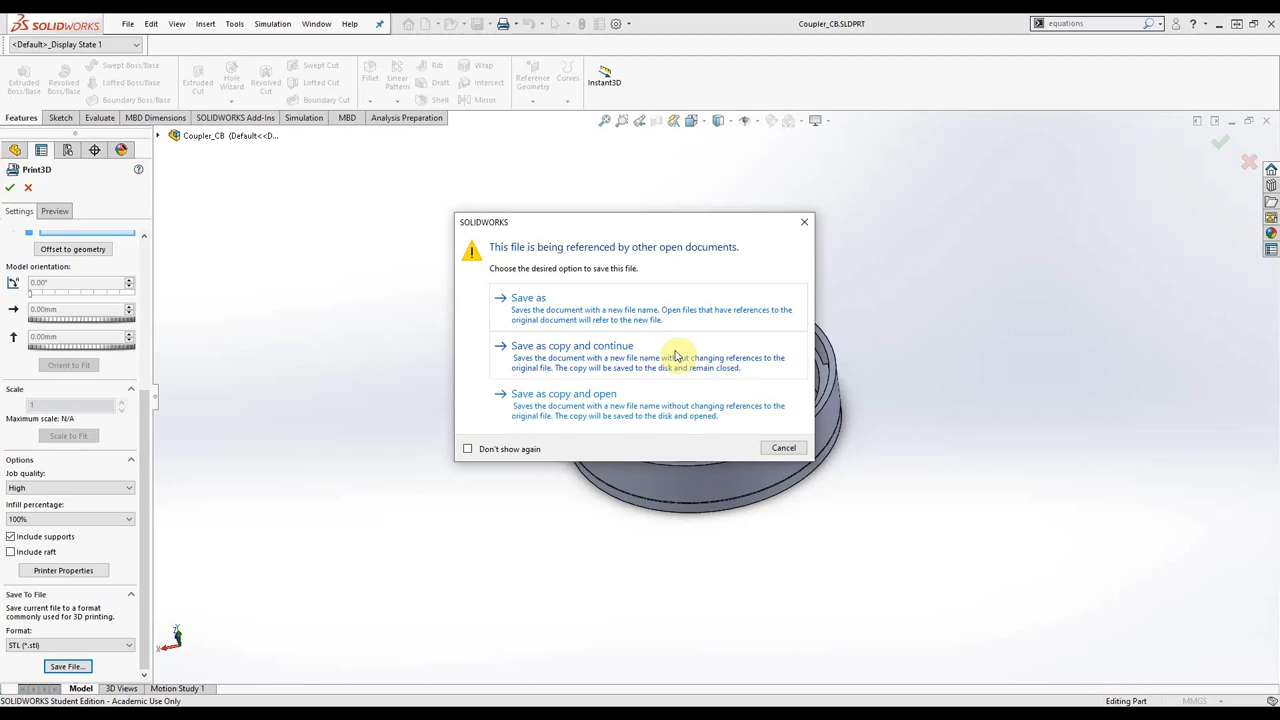 SOLIDWORKS File Edit View Insert Tools Simulation Window Help Coupler_CB.SLDPRT equations
<Default>_Display State 1
Extruded Boss/Base
Revolved Boss/Base
Swept Boss/Base
Lofted Boss/Base
Boundary Boss/Base
Extruded Cut
Hole Wizard
Revolved Cut
Swept Cut
Lofted Cut
Boundary Cut
Fillet
Linear Pattern
Rib
Draft
Shell
Wrap
Intersect
Mirror
Reference Geometry
Curves
Instant3D
Features Sketch Evaluate MBD Dimensions SOLIDWORKS Add-Ins Simulation MBD Analysis Preparation
Coupler_CB (Default<<D...
Print3D
Settings Preview
Offset to geometry
Model orientation:
0.00°
0.00mm
0.00mm
Orient to Fit
Scale
1
Maximum scale: N/A
Scale to Fit
Options
Job quality:
High
Infill percentage:
100%
Include supports
Include raft
Printer Properties
Save To File
Save current file to a format
commonly used for 3D printing.
Format:
STL (*.stl)
Save File...
SOLIDWORKS
This file is being referenced by other open documents.
Choose the desired option to save this file.
Save as
Saves the document with a new file name. Open files that have references to the
original document will refer to the new file.
Save as copy and continue
Saves the document with a new file name without changing references to the
original file. The copy will be saved to the disk and remain closed.
Save as copy and open
Saves the document with a new file name without changing references to the
original file. The copy will be saved to the disk and opened.
Don't show again
Cancel
Y
X
Model 3D Views Motion Study 1
SOLIDWORKS Student Edition - Academic Use Only Editing Part MMGS